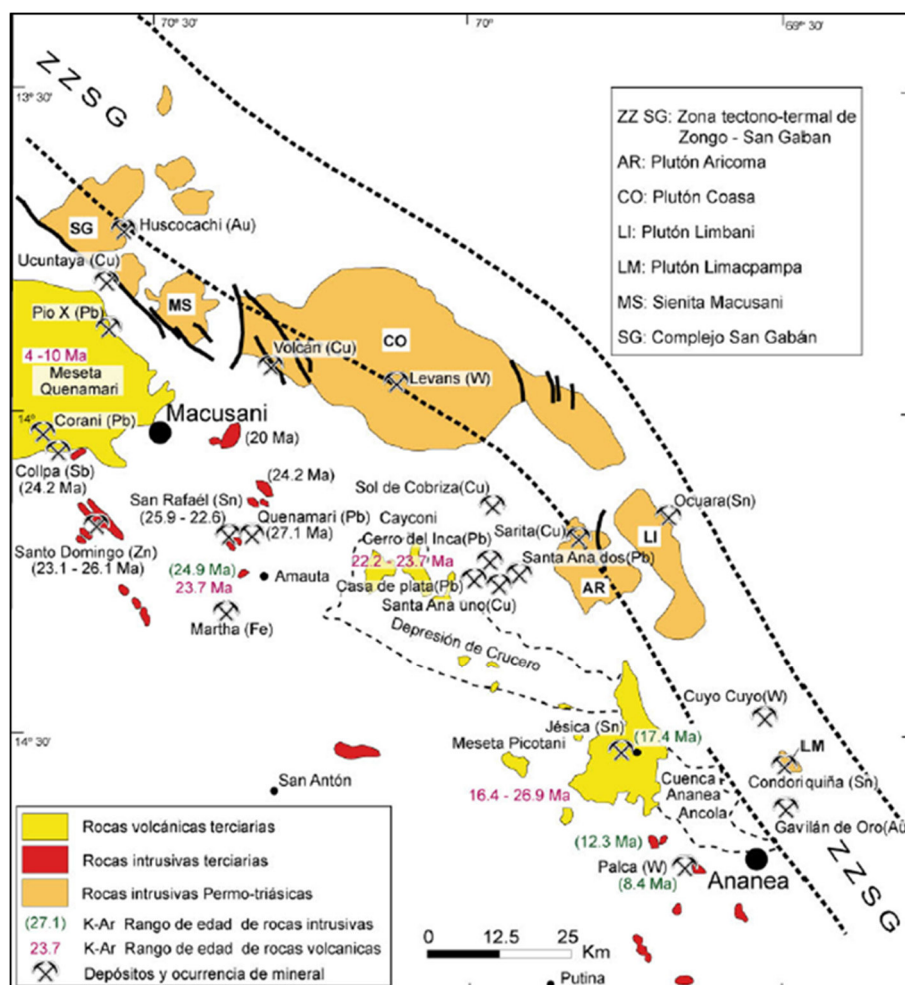 70° 30'
70°
69° 30'
13° 30'
ZZSG
ZZ SG: Zona tectono-termal de
Zongo - San Gaban
AR: Plutón Aricoma
CO: Plutón Coasa
LI: Plutón Limbani
LM: Plutón Limacpampa
MS: Sienita Macusani
SG: Complejo San Gabán
SG
Huscocachi (Au)
Ucuntaya (Cu)
MS
Pio X (Pb)
CO
Volcán (Cu)
4 -10 Ma
Levans (W)
Meseta
Quenamari
14°
Macusani
Corani (Pb)
(20 Ma)
Collpa (Sb)
(24.2 Ma)
(24.2 Ma)
Sol de Cobriza(Cu)
Ocuara(Sn)
San Rafaél (Sn)
(25.9 - 22.6)
Quenamari (Pb)
(27.1 Ma)
Cayconi
Sarita(Cu)
LI
Santo Domingo (Zn)
(23.1 - 26.1 Ma)
Cerro del Inca(Pb)
22.2 - 23.7 Ma
Santa Ana dos(Pb)
(24.9 Ma)
23.7 Ma
Amauta
Casa de plata(Pb)
AR
Santa Ana uno(Cu)
Martha (Fe)
Depresión de Crucero
Cuyo Cuyo(W)
14° 30'
Jésica (Sn)
(17.4 Ma)
LM
Meseta Picotani
Condoriquiña (Sn)
San Antón
16.4 - 26.9 Ma
Cuenca
Ananea
Ancola
Gavilán de Oro(Aū
(12.3 Ma)
Palca (W)
(8.4 Ma)
Ananea
ZZSG
Rocas volcánicas terciarias
Rocas intrusivas terciarias
Rocas intrusivas Permo-triásicas
(27.1) K-Ar Rango de edad de rocas intrusivas
23.7 K-Ar Rango de edad de rocas volcanicas
Depósitos y ocurrencia de mineral
0 12.5 25
Km
Putina